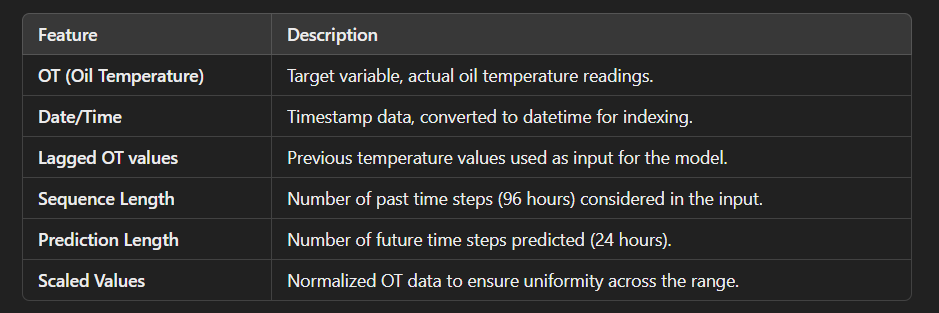 Feature Description
OT (Oil Temperature) Target variable, actual oil temperature readings.
Date/Time Timestamp data, converted to datetime for indexing.
Lagged OT values Previous temperature values used as input for the model.
Sequence Length Number of past time steps (96 hours) considered in the input.
Prediction Length Number of future time steps predicted (24 hours).
Scaled Values Normalized OT data to ensure uniformity across the range.